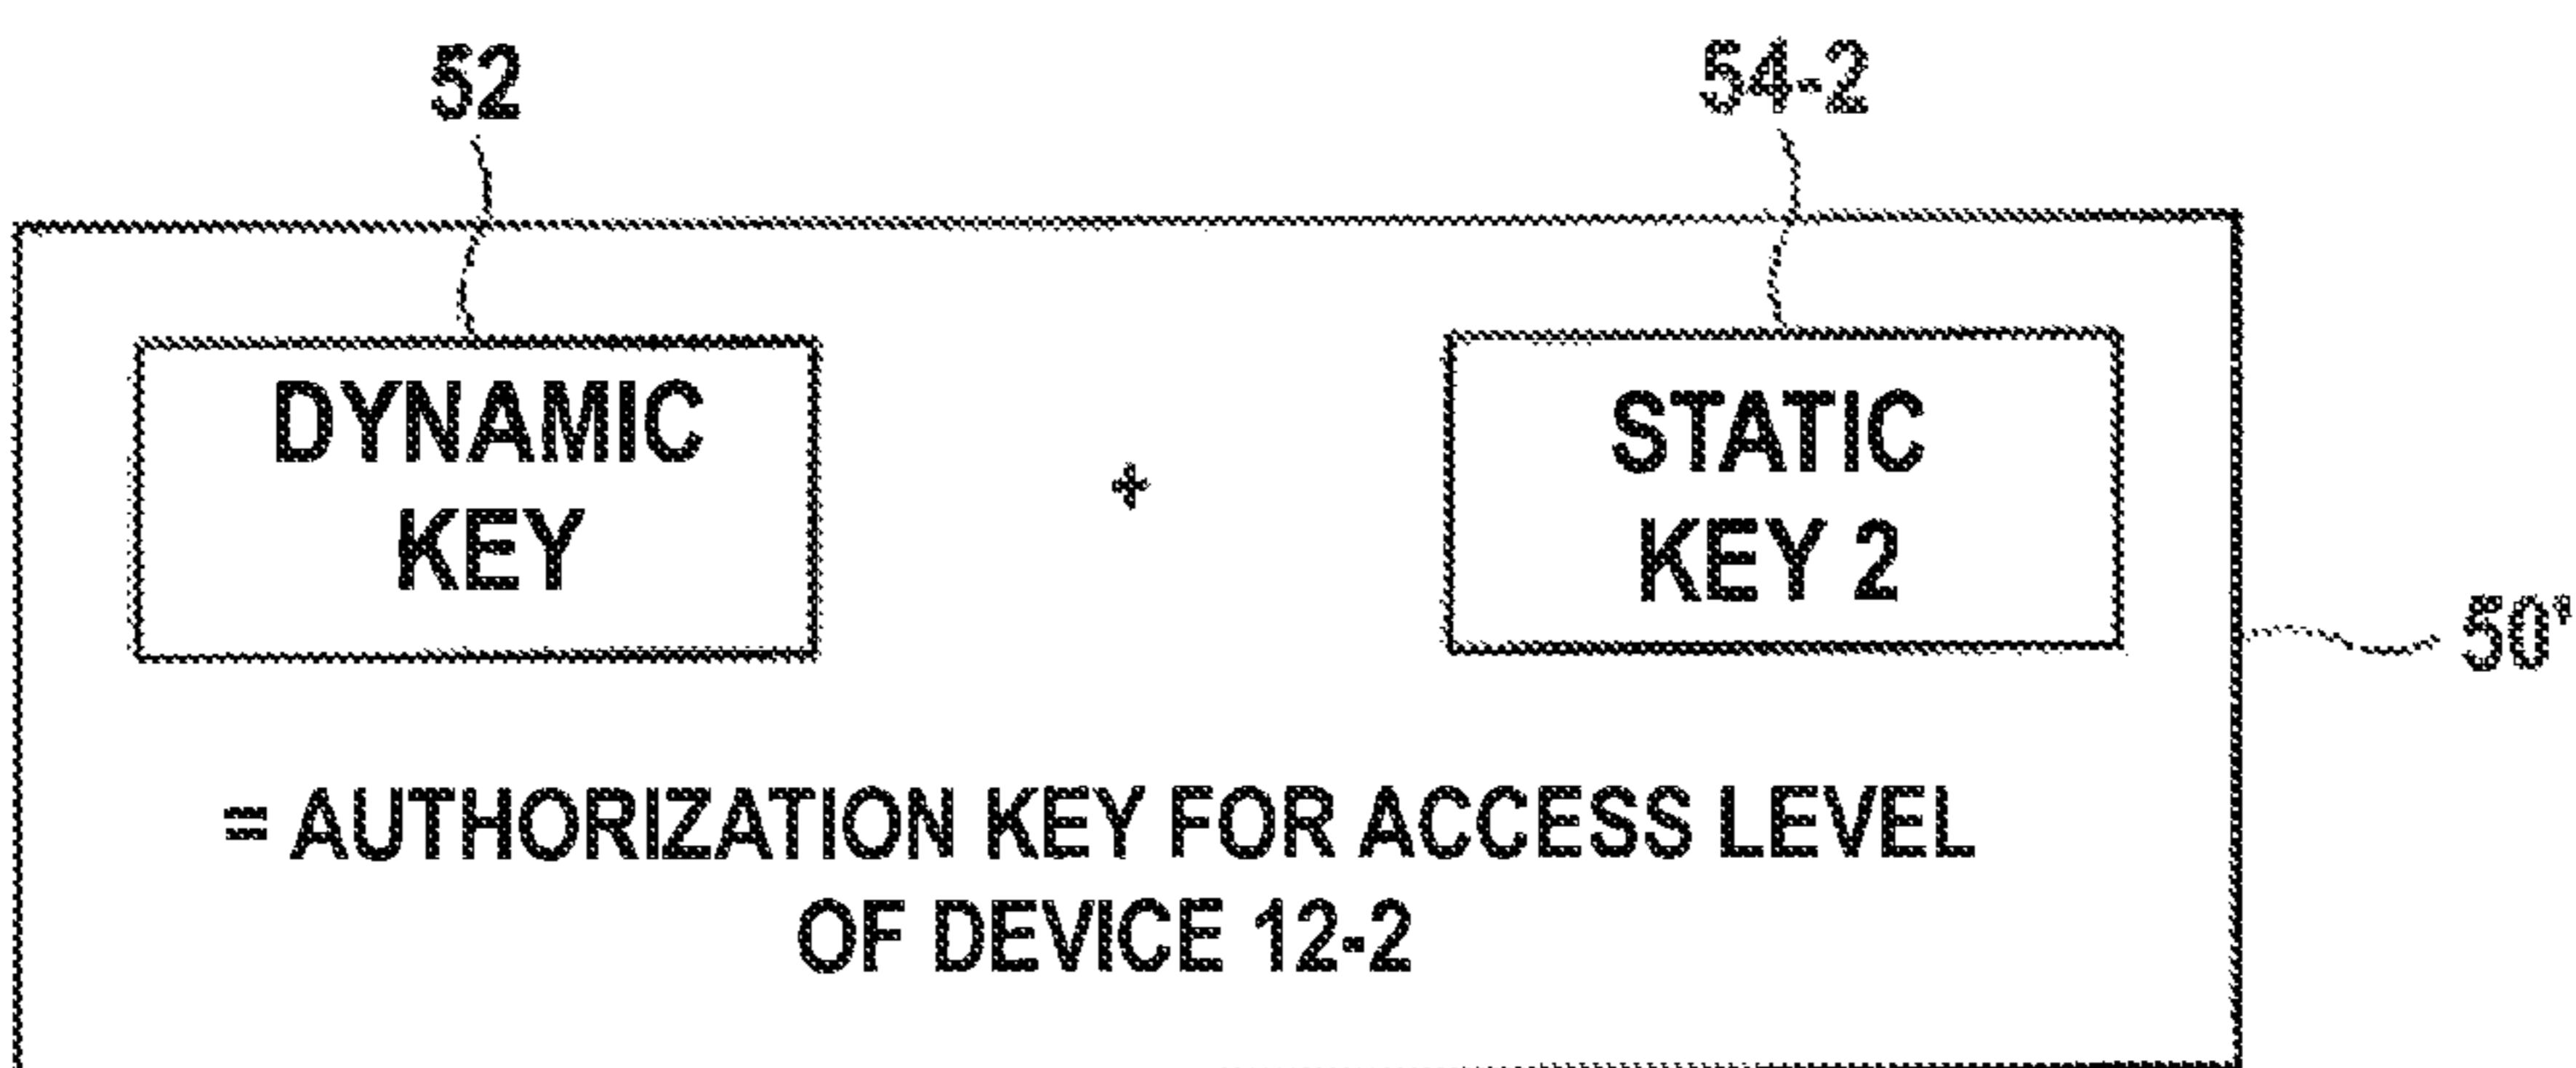 52
54-2
DYNAMIC
KEY
+
STATIC
KEY 2
50'
= AUTHORIZATION KEY FOR ACCESS LEVEL
OF DEVICE 12-2